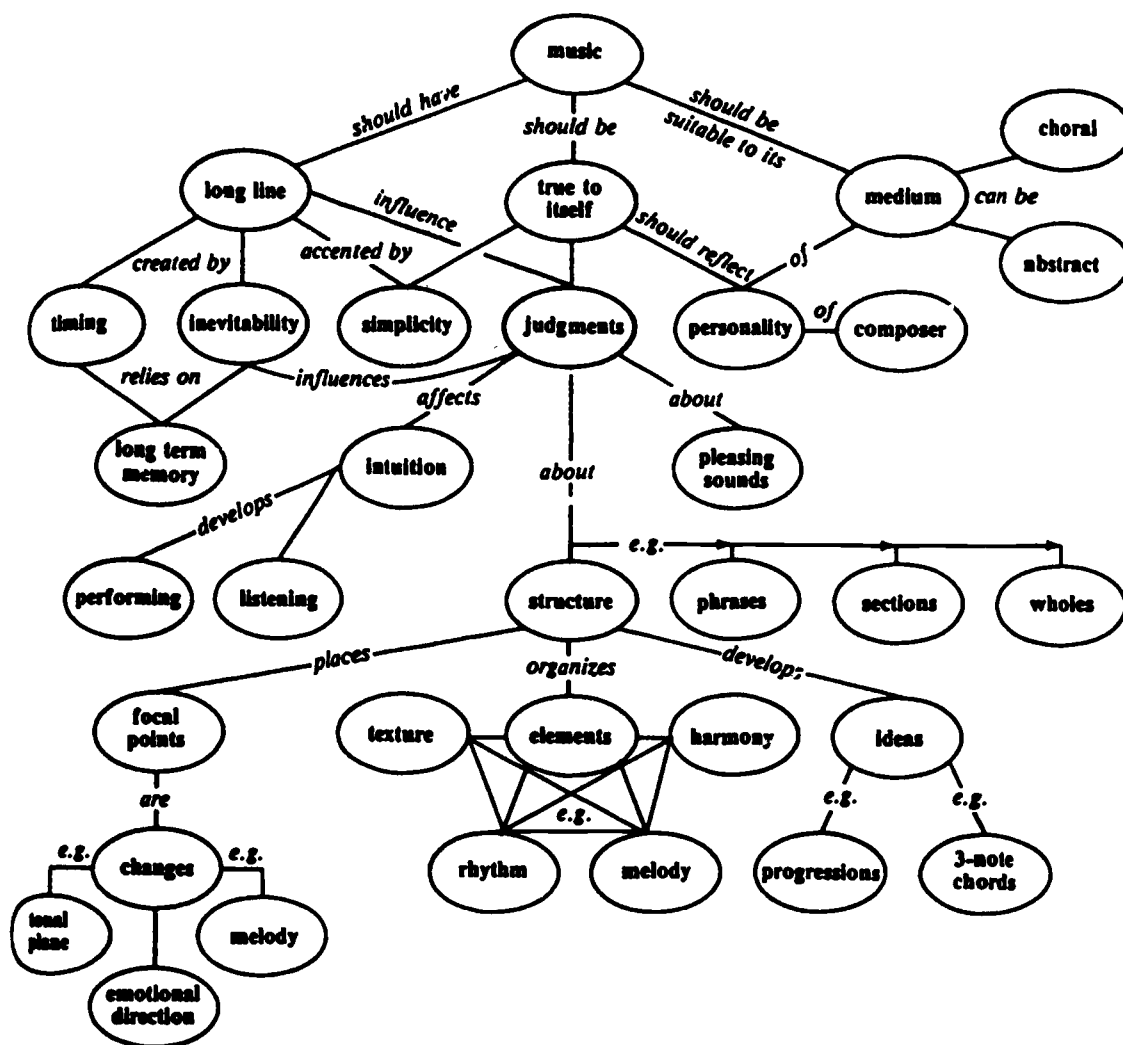 music
should have
should be
should be
suitable to its
choral
long line
true to
itself
medium
can be
influence
should reflect
of
abstract
created by
accented by
timing
inevitability
simplicity
judgments
personality
of
composer
relies on
influences
affects
about
long term
memory
intuition
about
pleasing
sounds
develops
e.g.
performing
listening
structure
phrases
sections
wholes
places
organizes
develops
focal
points
texture
elements
harmony
ideas
are
e.g.
e.g.
e.g.
e.g.
changes
e.g.
rhythm
melody
progressions
3-note
chords
tonal
plane
melody
emotional
direction